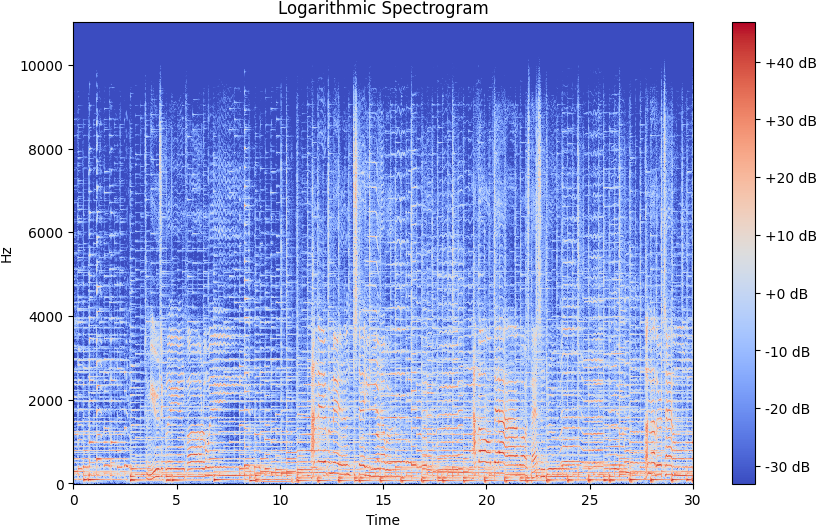 Logarithmic Spectrogram
Hz
10000
8000
6000
4000
2000
0
0 5 10 15 20 25 30
Time
+40 dB
+30 dB
+20 dB
+10 dB
+0 dB
-10 dB
-20 dB
-30 dB